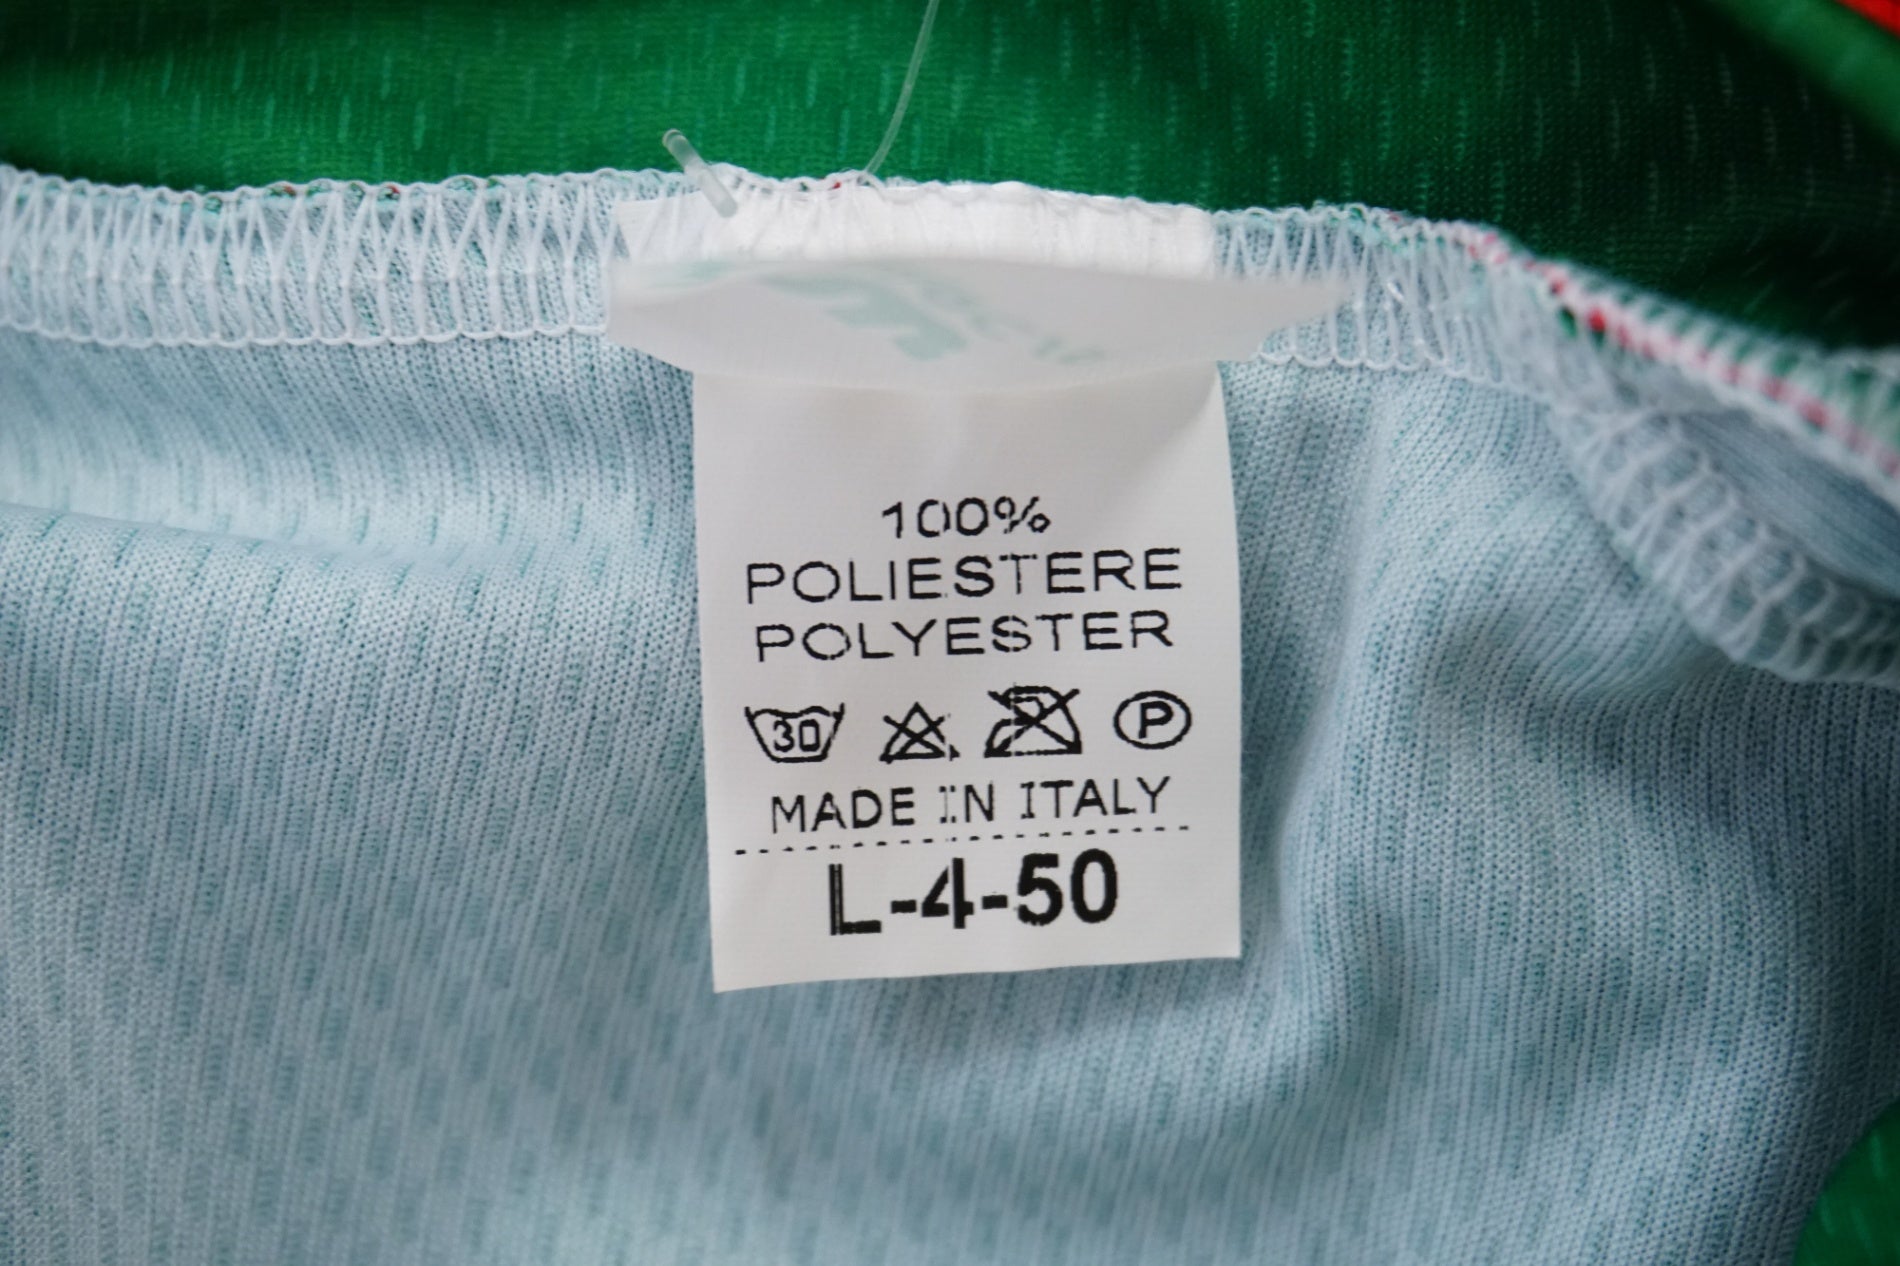 100%
POLIESTERE
POLYESTER
30 P
MADE IN ITALY
L-4-50